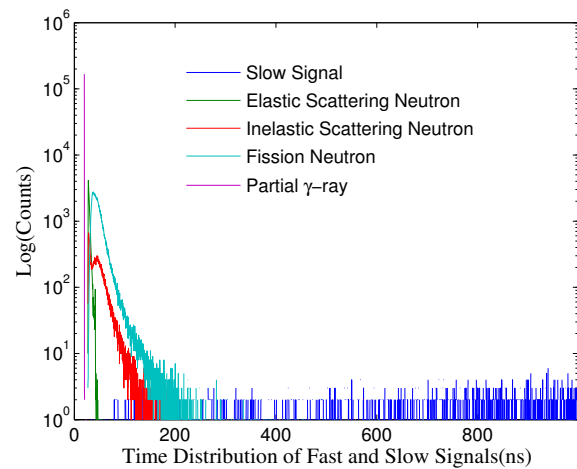 10^6
10^5
10^4
10^3
10^2
10^1
10^0
Log(Counts)
Slow Signal
Elastic Scattering Neutron
Inelastic Scattering Neutron
Fission Neutron
Partial γ−ray
0 200 400 600 800
Time Distribution of Fast and Slow Signals(ns)